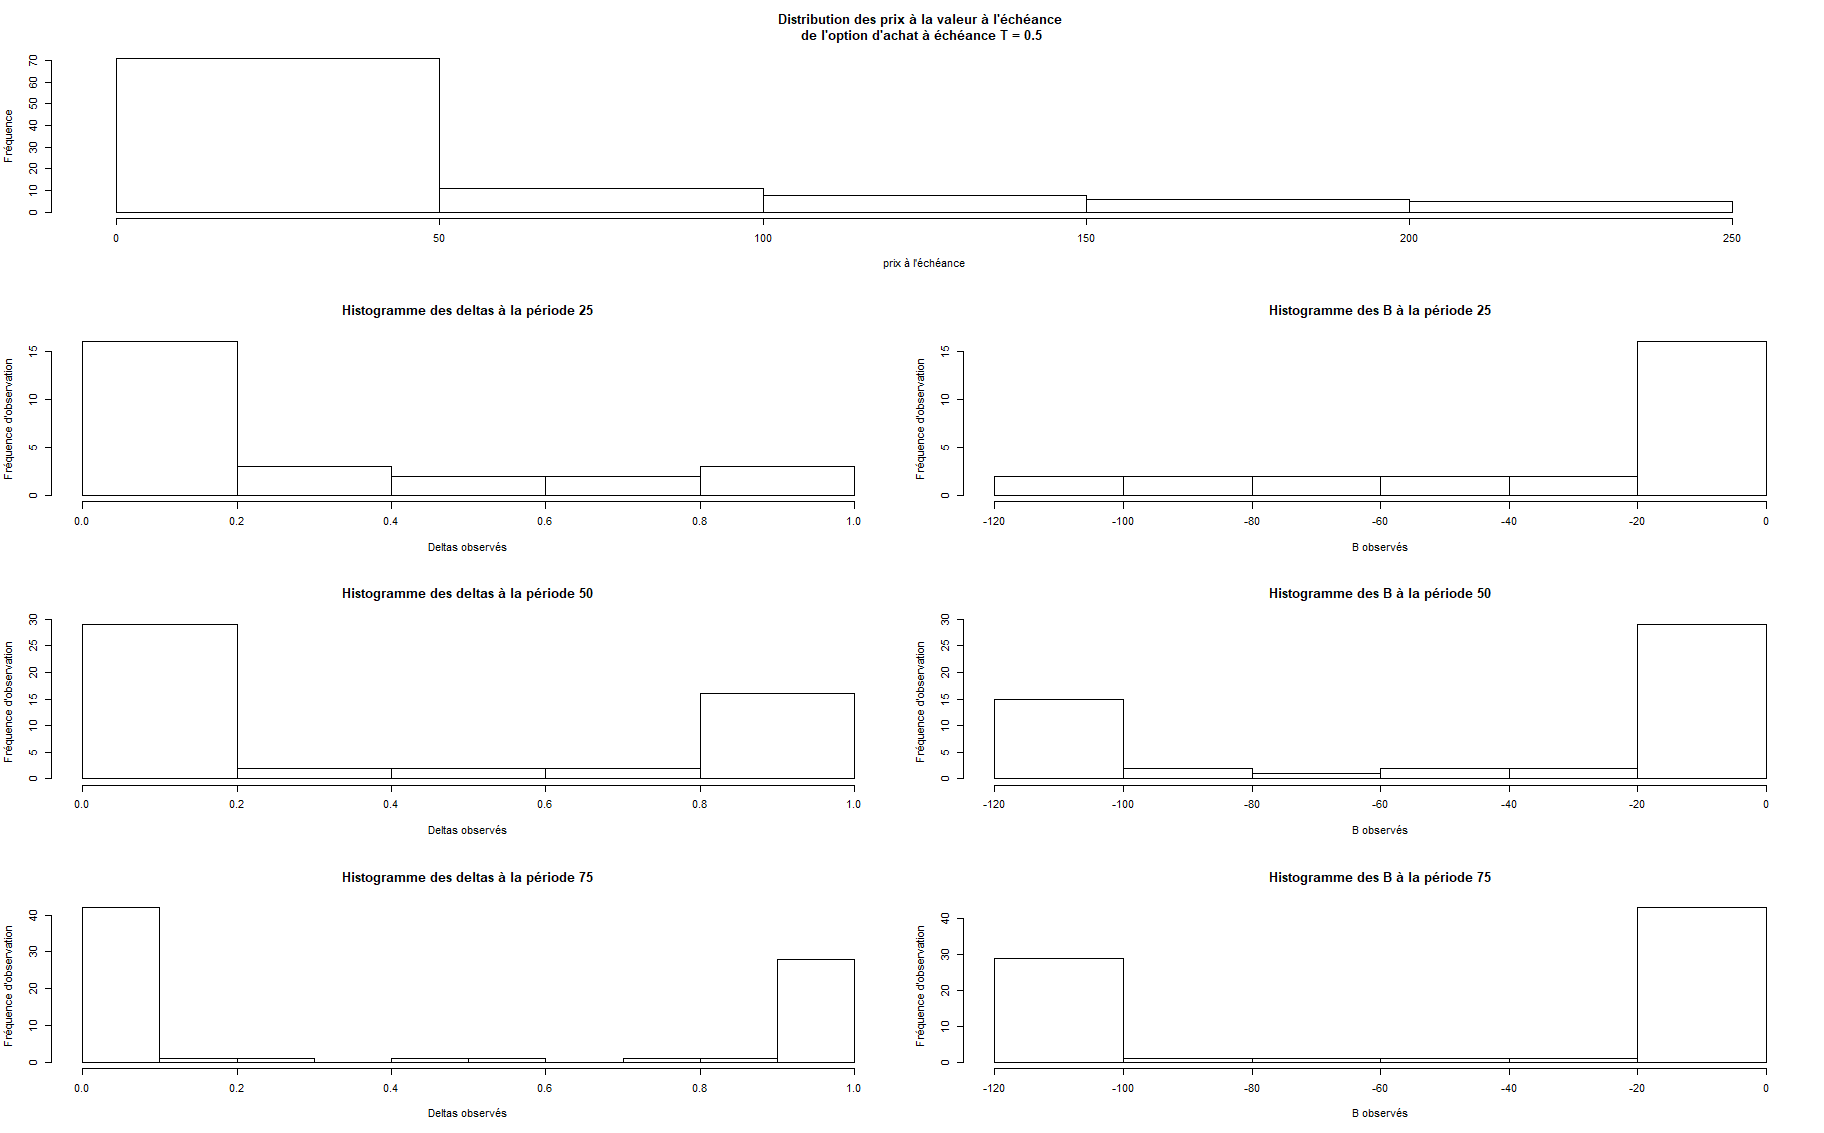 Distribution des prix à la valeur à l'échéance
de l'option d'achat à échéance T = 0.5
Fréquence
0 10 20 30 40 50 60 70
0 50 100 150 200 250
prix à l'échéance
Histogramme des deltas à la période 25
Fréquence d'observation
0 5 10 15
0.0 0.2 0.4 0.6 0.8 1.0
Deltas observés
Histogramme des B à la période 25
Fréquence d'observation
0 5 10 15
-120 -100 -80 -60 -40 -20 0
B observés
Histogramme des deltas à la période 50
Fréquence d'observation
0 5 10 15 20 25 30
0.0 0.2 0.4 0.6 0.8 1.0
Deltas observés
Histogramme des B à la période 50
Fréquence d'observation
0 5 10 15 20 25 30
-120 -100 -80 -60 -40 -20 0
B observés
Histogramme des deltas à la période 75
Fréquence d'observation
0 10 20 30 40
0.0 0.2 0.4 0.6 0.8 1.0
Deltas observés
Histogramme des B à la période 75
Fréquence d'observation
0 10 20 30 40
-120 -100 -80 -60 -40 -20 0
B observés